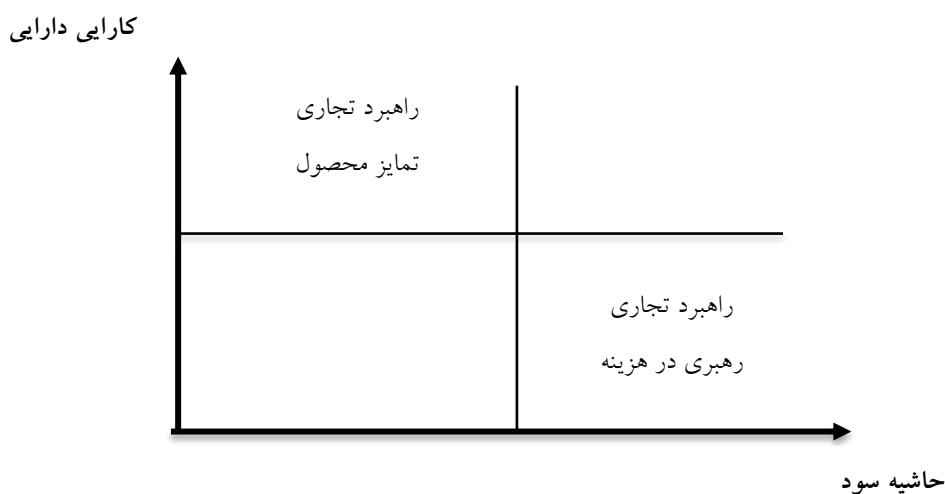 کارایی دارایی
راهبرد تجاری
تمایز محصول
راهبرد تجاری
رهبری در هزینه
حاشیه سود